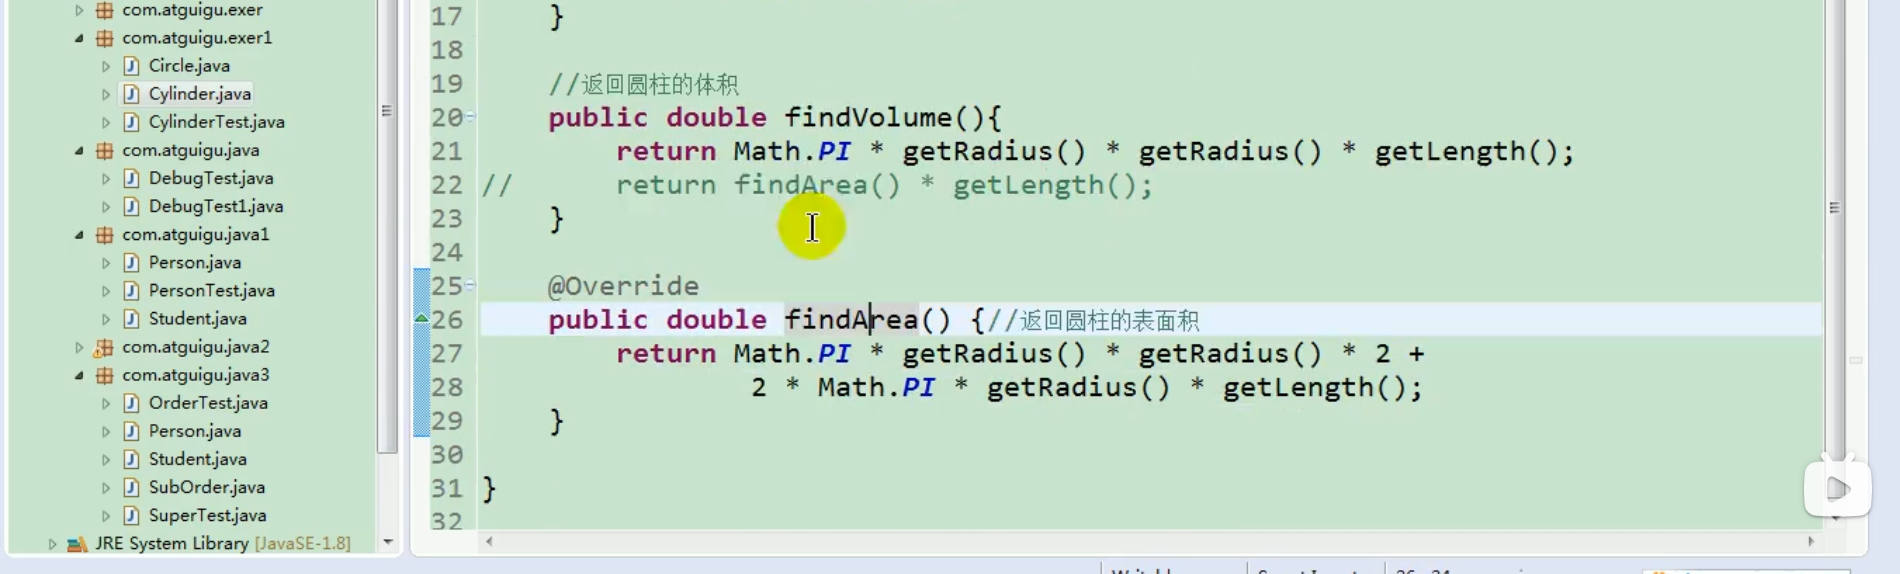 com.atguigu.exer
com.atguigu.exer1
Circle.java
Cylinder.java
CylinderTest.java
com.atguigu.java
DebugTest.java
DebugTest1.java
com.atguigu.java1
Person.java
PersonTest.java
Student.java
com.atguigu.java2
com.atguigu.java3
OrderTest.java
Person.java
Student.java
SubOrder.java
SuperTest.java
JRE System Library [JavaSE-1.8]
17 }
18
19 //返回圆柱的体积
20 public double findVolume(){
21 return Math.PI * getRadius() * getRadius() * getLength();
22 // return findArea() * getLength();
23 }
24
25 @Override
26 public double findArea() {//返回圆柱的表面积
27 return Math.PI * getRadius() * getRadius() * 2 +
28 2 * Math.PI * getRadius() * getLength();
29 }
30
31 }
32